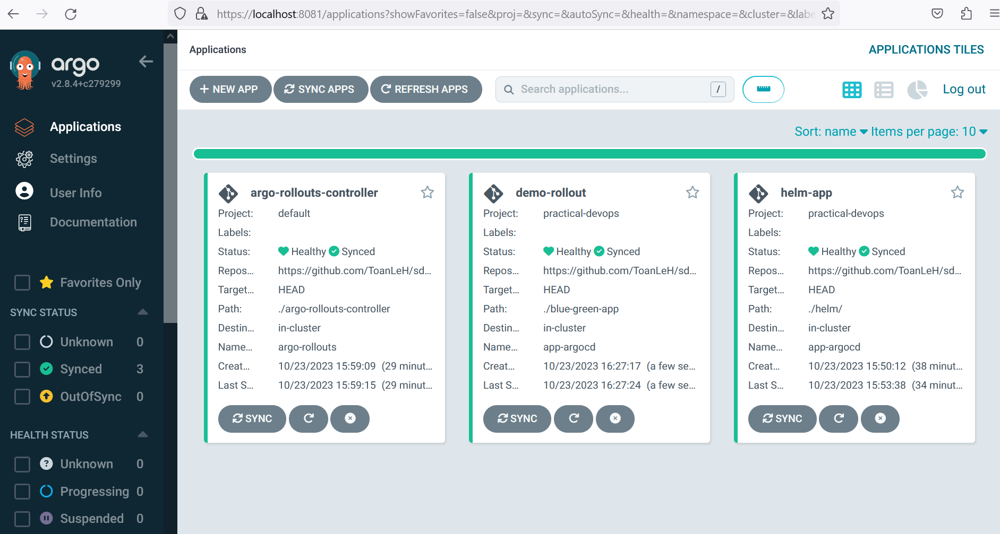 https://localhost:8081/applications?showFavorites=false&proj=&sync=&autoSync=&health=&namespace=&cluster=&labe
argo
v2.8.4+c279299
Applications
Settings
User Info
Documentation
Favorites Only
SYNC STATUS
Unknown 0
Synced 3
OutOfSync 0
HEALTH STATUS
Unknown 0
Progressing 0
Suspended 0
Applications
APPLICATIONS TILES
+ NEW APP
SYNC APPS
REFRESH APPS
Search applications...
/
Log out
Sort: name
Items per page: 10
argo-rollouts-controller
Project: default
Labels:
Status: Healthy Synced
Repos... https://github.com/ToanLeH/sd...
Target... HEAD
Path: ./argo-rollouts-controller
Destin... in-cluster
Name... argo-rollouts
Creat... 10/23/2023 15:59:09 (29 minut...
Last S... 10/23/2023 15:59:15 (29 minut...
SYNC
demo-rollout
Project: practical-devops
Labels:
Status: Healthy Synced
Repos... https://github.com/ToanLeH/sd...
Target... HEAD
Path: ./blue-green-app
Destin... in-cluster
Name... app-argocd
Creat... 10/23/2023 16:27:17 (a few se...
Last S... 10/23/2023 16:27:24 (a few se...
SYNC
helm-app
Project: practical-devops
Labels:
Status: Healthy Synced
Repos... https://github.com/ToanLeH/sd...
Target... HEAD
Path: ./helm/
Destin... in-cluster
Name... app-argocd
Creat... 10/23/2023 15:50:12 (38 minut...
Last S... 10/23/2023 15:53:38 (34 minut...
SYNC